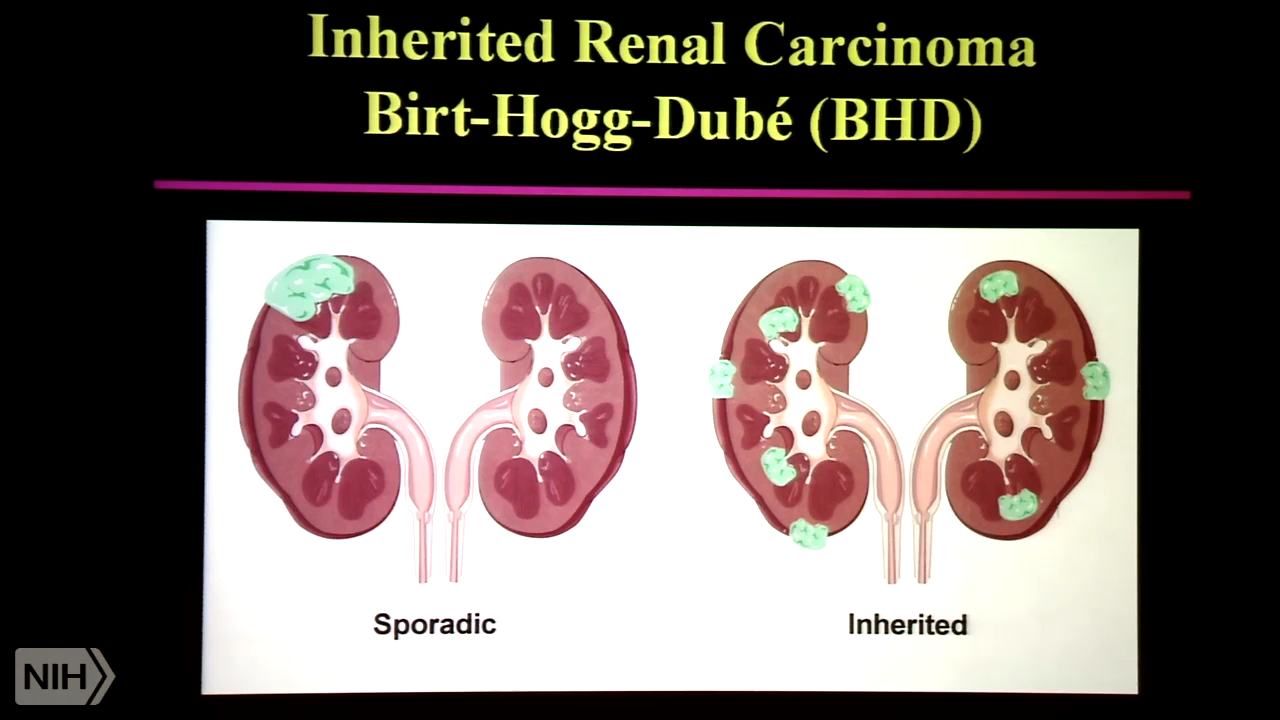 Inherited Renal Carcinoma
Birt-Hogg-Dubé (BHD)
Sporadic
Inherited
NIH